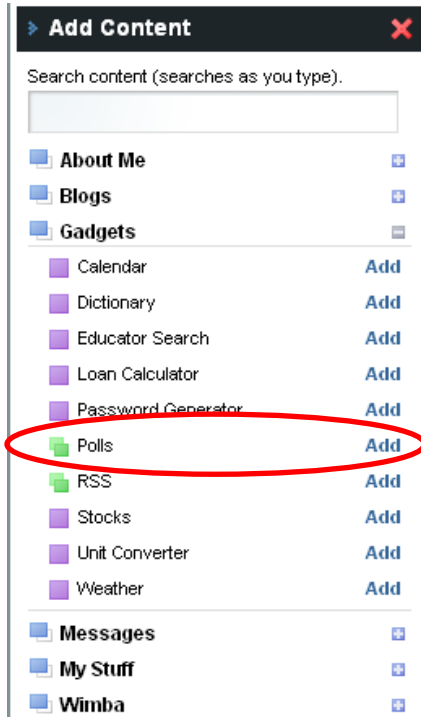 Add Content
Search content (searches as you type).
About Me
Blogs
Gadgets
Calendar Add
Dictionary Add
Educator Search Add
Loan Calculator Add
Password Generator Add
Polls Add
RSS Add
Stocks Add
Unit Converter Add
Weather Add
Messages
My Stuff
Wimba